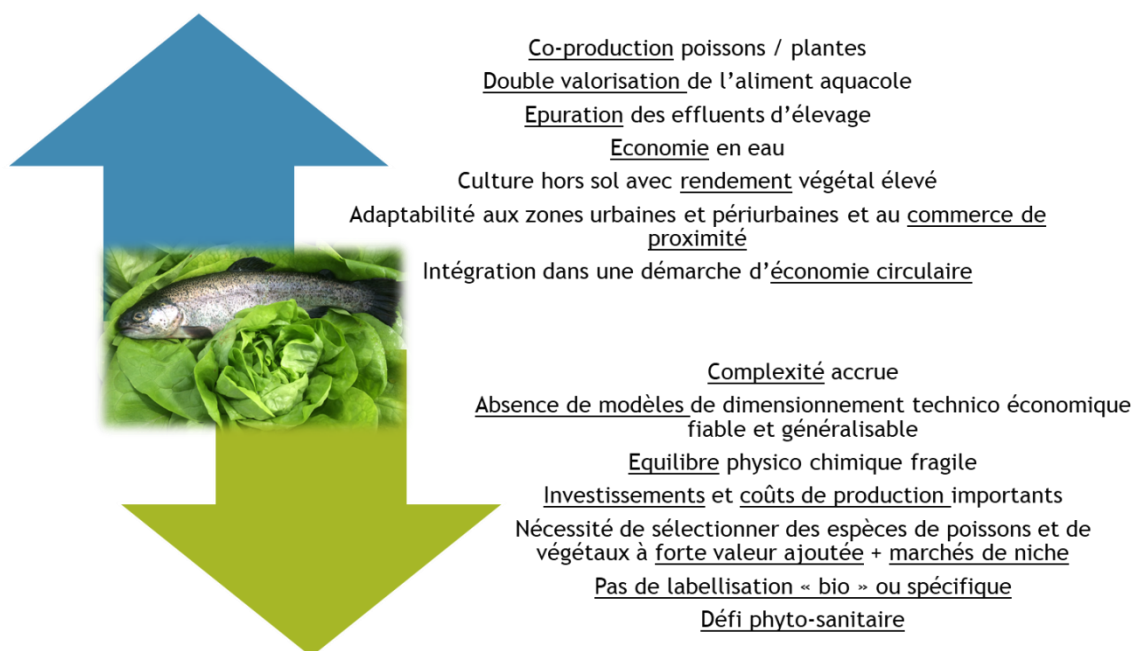 Co-production poissons / plantes
Double valorisation de l’aliment aquacole
Epuration des effluents d’élevage
Economie en eau
Culture hors sol avec rendement végétal élevé
Adaptabilité aux zones urbaines et périurbaines et au commerce de
proximité
Intégration dans une démarche d’économie circulaire
Complexité accrue
Absence de modèles de dimensionnement technico économique
fiable et généralisable
Equilibre physico chimique fragile
Investissements et coûts de production importants
Nécessité de sélectionner des espèces de poissons et de
végétaux à forte valeur ajoutée + marchés de niche
Pas de labellisation « bio » ou spécifique
Défi phyto-sanitaire